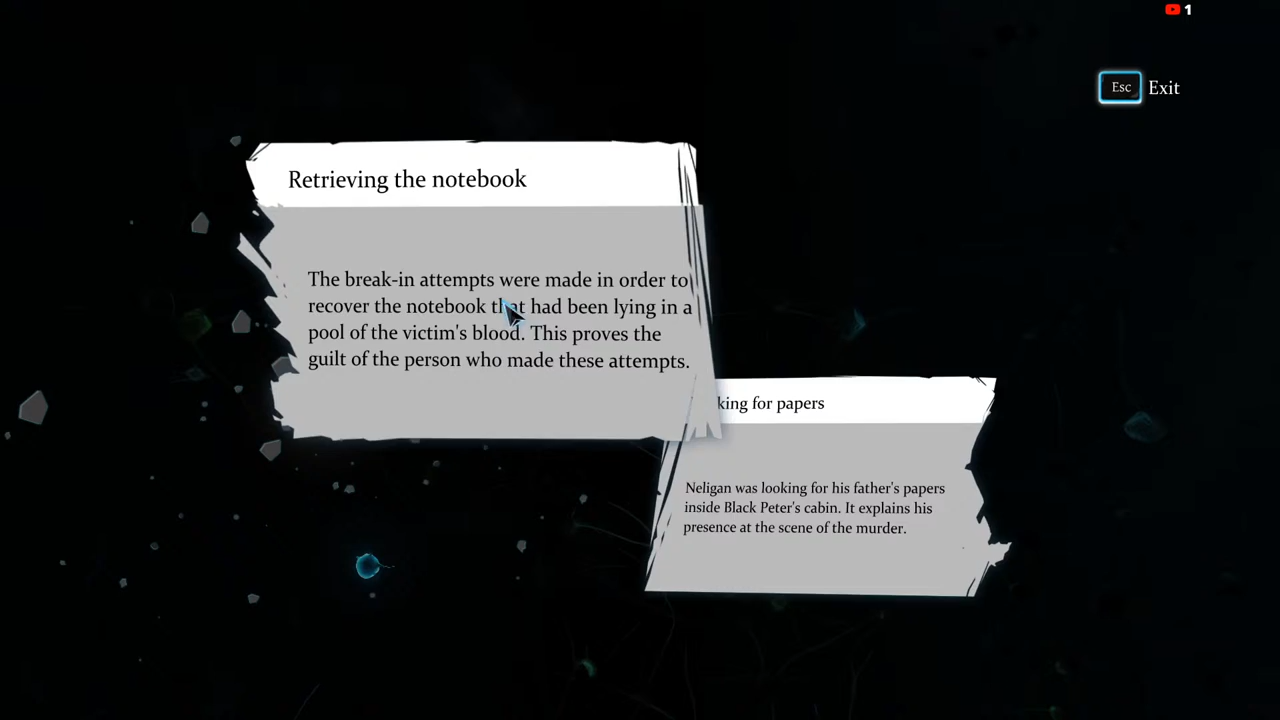 1
Esc Exit
Retrieving the notebook
The break-in attempts were made in order to
recover the notebook that had been lying in a
pool of the victim's blood. This proves the
guilt of the person who made these attempts.
king for papers
Neligan was looking for his father's papers
inside Black Peter's cabin. It explains his
presence at the scene of the murder.